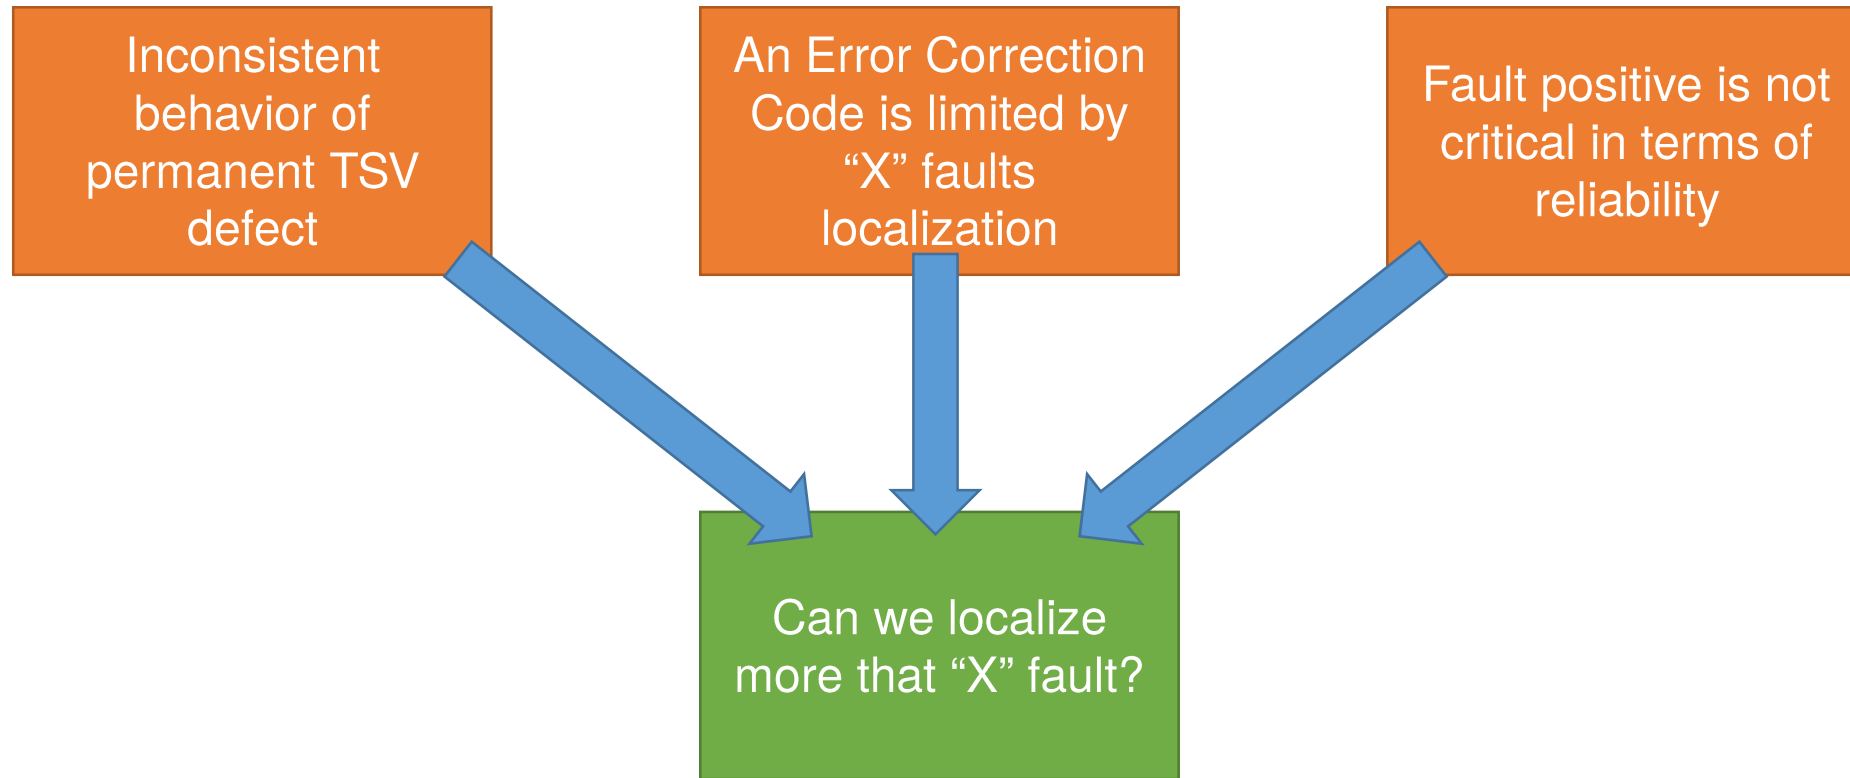 Inconsistent
behavior of
permanent TSV
defect
An Error Correction
Code is limited by
“X” faults
localization
Fault positive is not
critical in terms of
reliability
Can we localize
more that “X” fault?